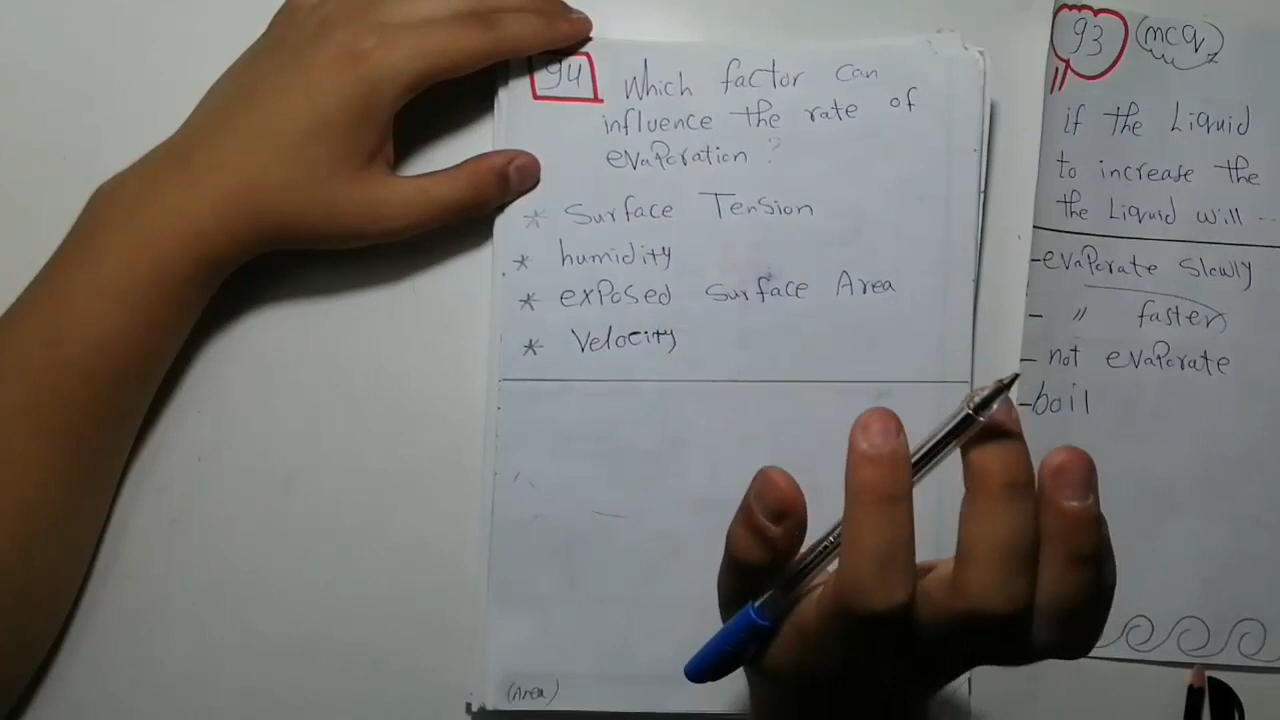 94 Which factor can
influence the rate of
evaporation ?
* Surface Tension
* humidity
* exposed surface Area
* Velocity
(Area)
93 (mcq)
if the Liquid
to increase the
the Liquid will ...
- evaporate slowly
- " faster
- not evaporate
- boil